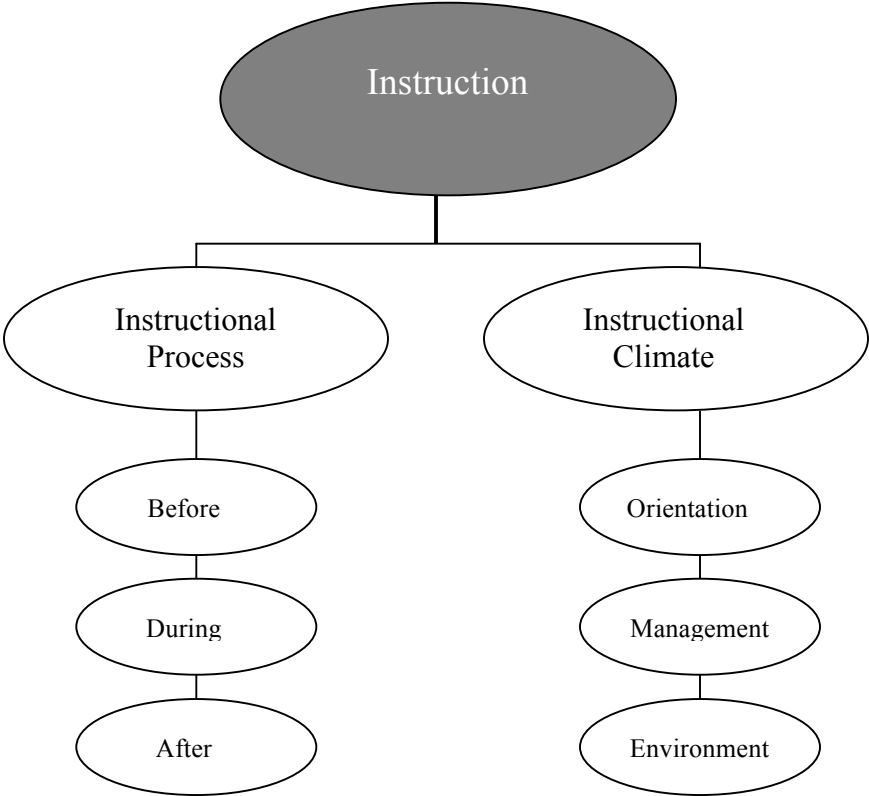 Instruction
Instructional
Process
Instructional
Climate
Before
Orientation
During
Management
After
Environment